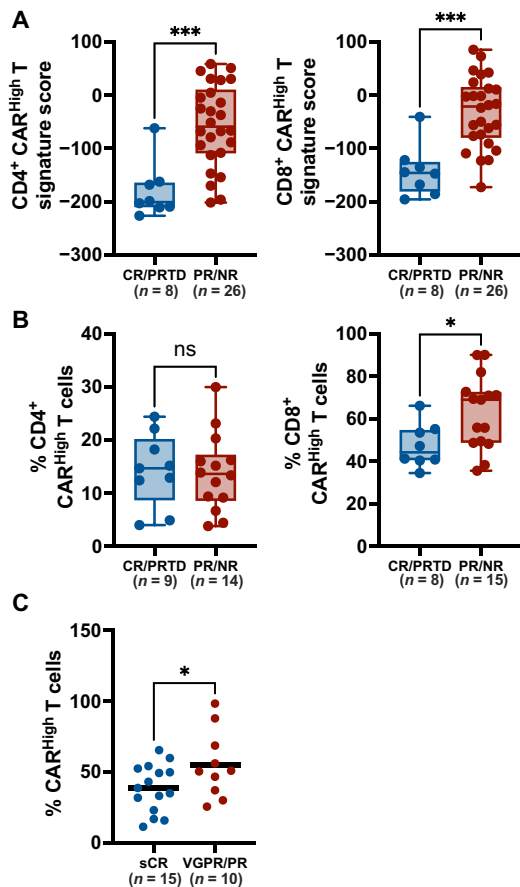 A
CD4⁺ CARᴴⁱᵍʰ T
signature score
100
0
−100
−200
−300
***
CR/PRTD
(n = 8)
PR/NR
(n = 26)
CD8⁺ CARᴴⁱᵍʰ T
signature score
100
0
−100
−200
−300
***
CR/PRTD
(n = 8)
PR/NR
(n = 26)
B
% CD4⁺
CARᴴⁱᵍʰ T cells
40
30
20
10
0
ns
CR/PRTD
(n = 9)
PR/NR
(n = 14)
% CD8⁺
CARᴴⁱᵍʰ T cells
100
80
60
40
20
0
*
CR/PRTD
(n = 8)
PR/NR
(n = 15)
C
% CARᴴⁱᵍʰ T cells
150
100
50
0
*
sCR
(n = 15)
VGPR/PR
(n = 10)